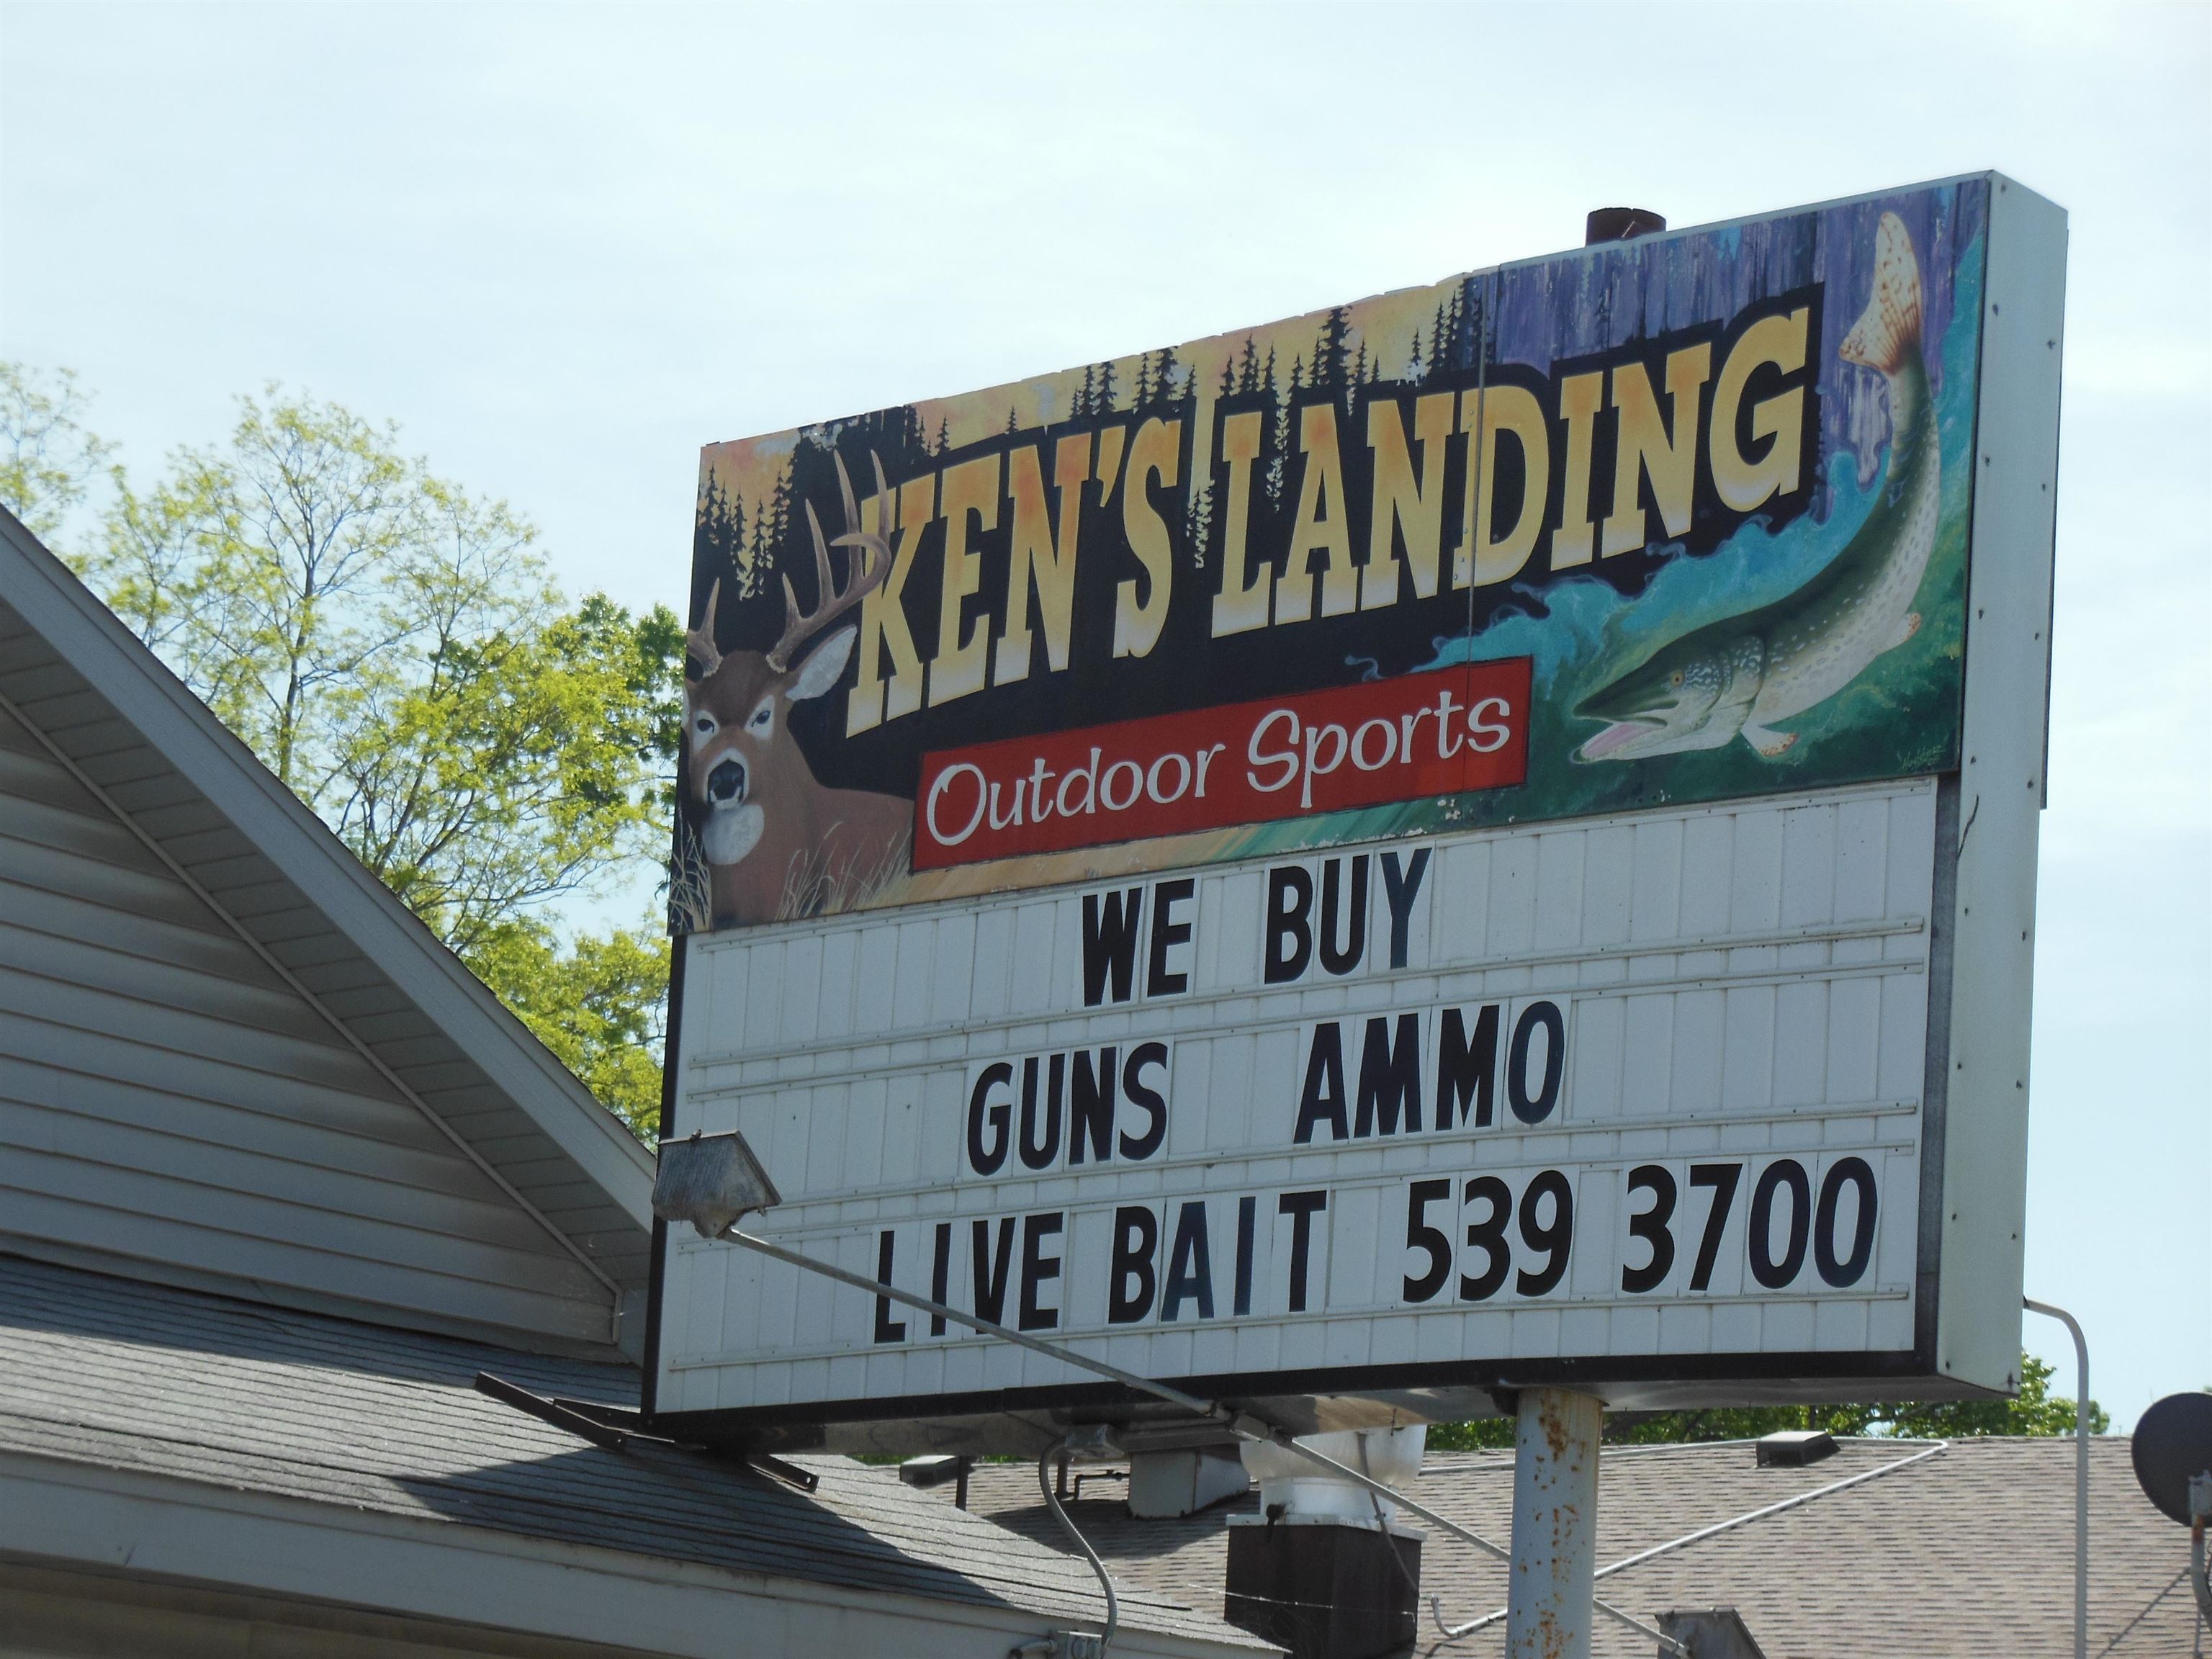 KEN'S LANDING
Outdoor Sports
WE BUY
GUNS AMMO
LIVE BAIT 539 3700